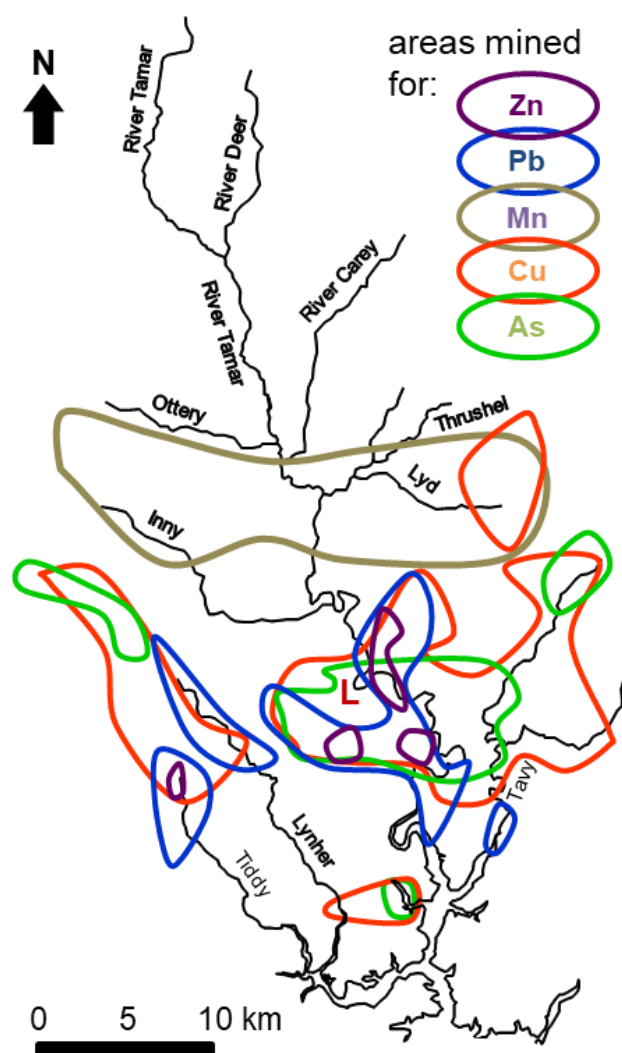 areas mined
for:
N
Zn
Pb
Mn
Cu
As
River Tamar
River Deer
River Carey
River Tamar
Ottery
Thrushel
Lyd
Inny
L
Tavy
Lynher
Tiddy
0 5 10 km